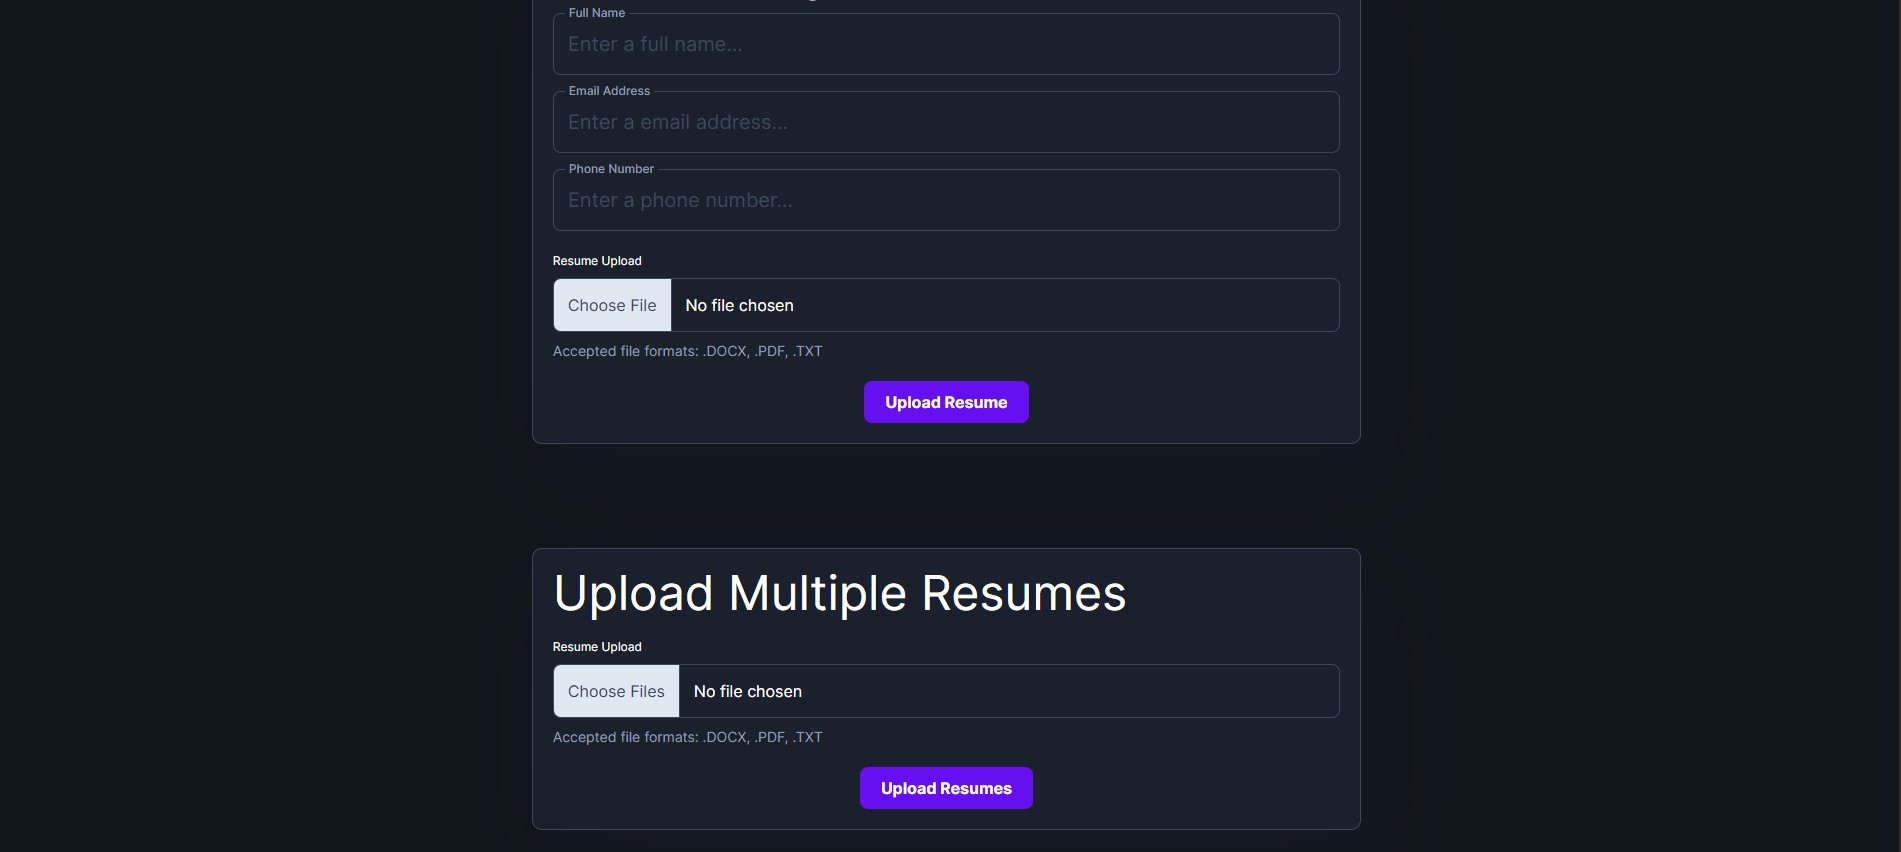 Full Name
Enter a full name...
Email Address
Enter a email address...
Phone Number
Enter a phone number...
Resume Upload
Choose File No file chosen
Accepted file formats: .DOCX, .PDF, .TXT
Upload Resume
Upload Multiple Resumes
Resume Upload
Choose Files No file chosen
Accepted file formats: .DOCX, .PDF, .TXT
Upload Resumes